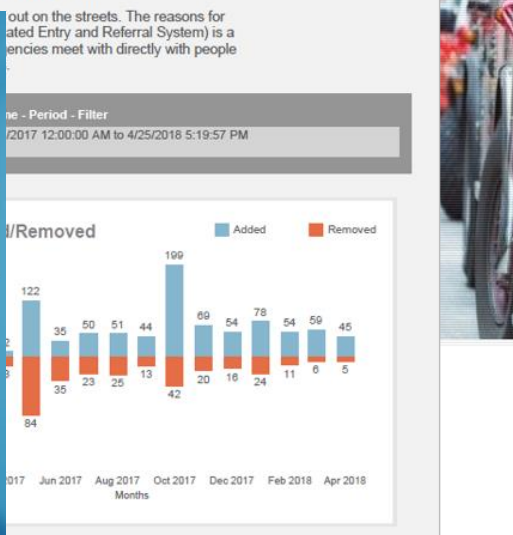 out on the streets. The reasons for
ated Entry and Referral System) is a
encies meet with directly with people
ne - Period - Filter
/2017 12:00:00 AM to 4/25/2018 5:19:57 PM
/Removed
Added Removed
199
122
35 50 51 44 69 54 78 54 59 45
2
3
84
35 23 25 13 42 20 16 24 11 6 5
2017 Jun 2017 Aug 2017 Oct 2017 Dec 2017 Feb 2018 Apr 2018
Months